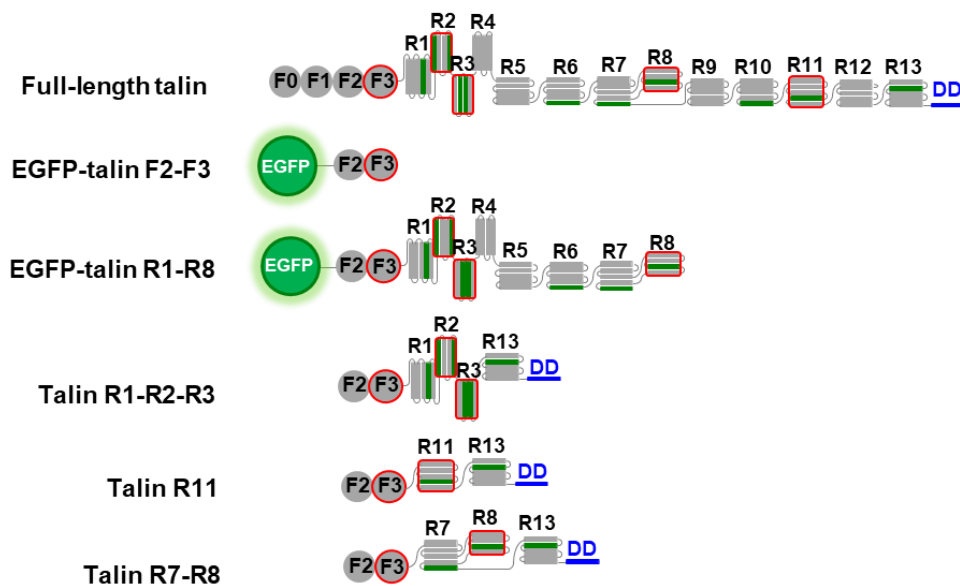 R1 R2 R3 R4 R5 R6 R7 R8 R9 R10 R11 R12 R13
Full-length talin F0 F1 F2 F3 DD
EGFP-talin F2-F3 EGFP F2 F3
R1 R2 R3 R4 R5 R6 R7 R8
EGFP-talin R1-R8 EGFP F2 F3
R1 R2 R3 R13
Talin R1-R2-R3 F2 F3 DD
R11 R13
Talin R11 F2 F3 DD
R7 R8 R13
Talin R7-R8 F2 F3 DD